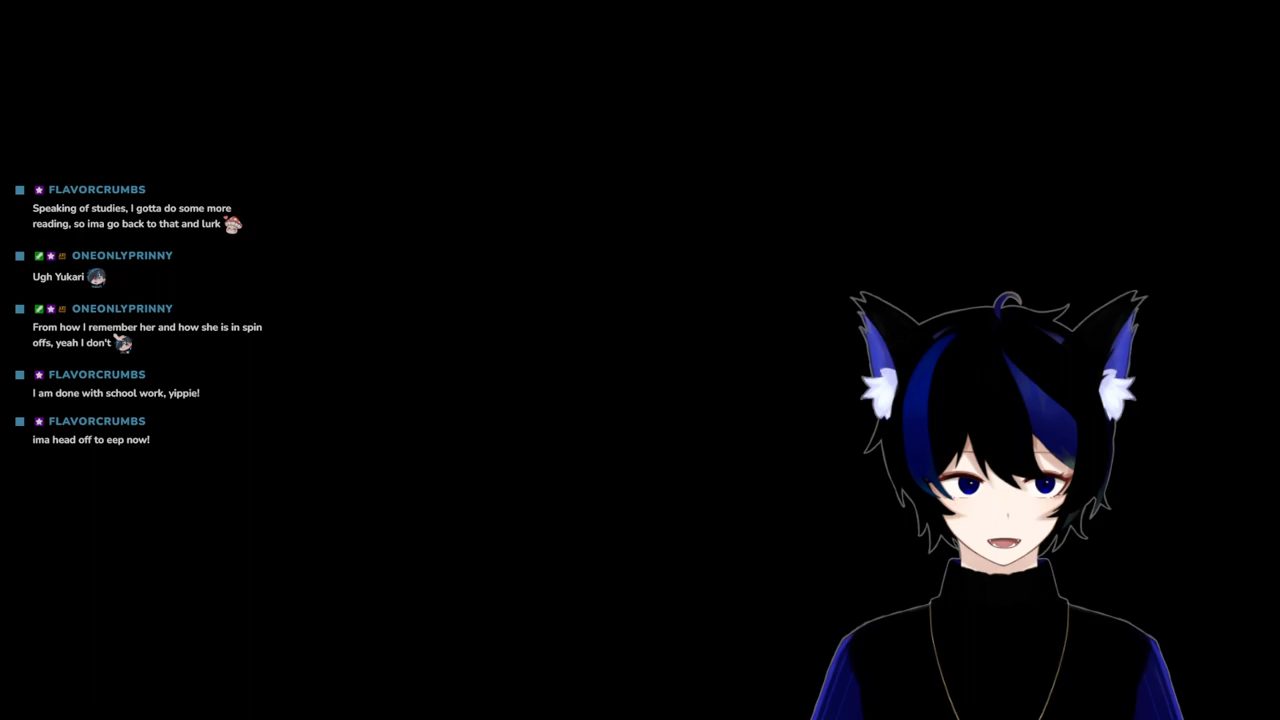 FLAVORCRUMBS
Speaking of studies, I gotta do some more
reading, so ima go back to that and lurk
ONEONLYPRINNY
Ugh Yukari
ONEONLYPRINNY
From how I remember her and how she is in spin
offs, yeah I don't
FLAVORCRUMBS
I am done with school work, yippie!
FLAVORCRUMBS
ima head off to eep now!